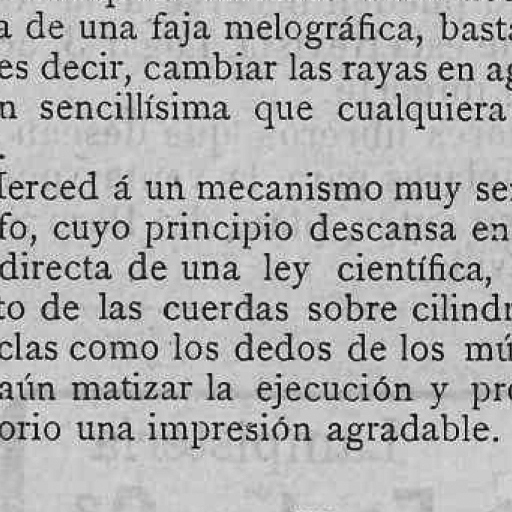 a de una faja melográfica, basta
es decir, cambiar las rayas en ag
n sencillísima que cualquiera
.
Merced á un mecanismo muy sen
fo, cuyo principio descansa en
directa de una ley científica,
to de las cuerdas sobre cilindr
clas como los dedos de los mú
aún matizar la ejecución y pro
orio una impresión agradable.